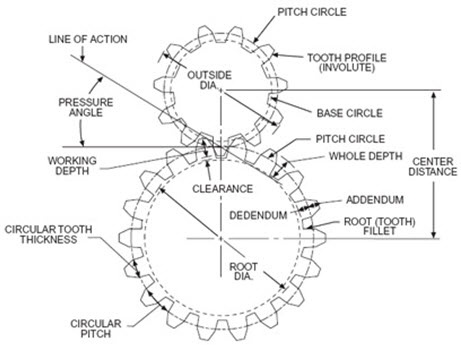 PITCH CIRCLE
LINE OF ACTION
TOOTH PROFILE
(INVOLUTE)
OUTSIDE
DIA.
PRESSURE
ANGLE
BASE CIRCLE
PITCH CIRCLE
WORKING
DEPTH
WHOLE DEPTH
CENTER
DISTANCE
CLEARANCE
ADDENDUM
DEDENDUM
ROOT (TOOTH)
FILLET
CIRCULAR TOOTH
THICKNESS
ROOT
DIA.
CIRCULAR
PITCH